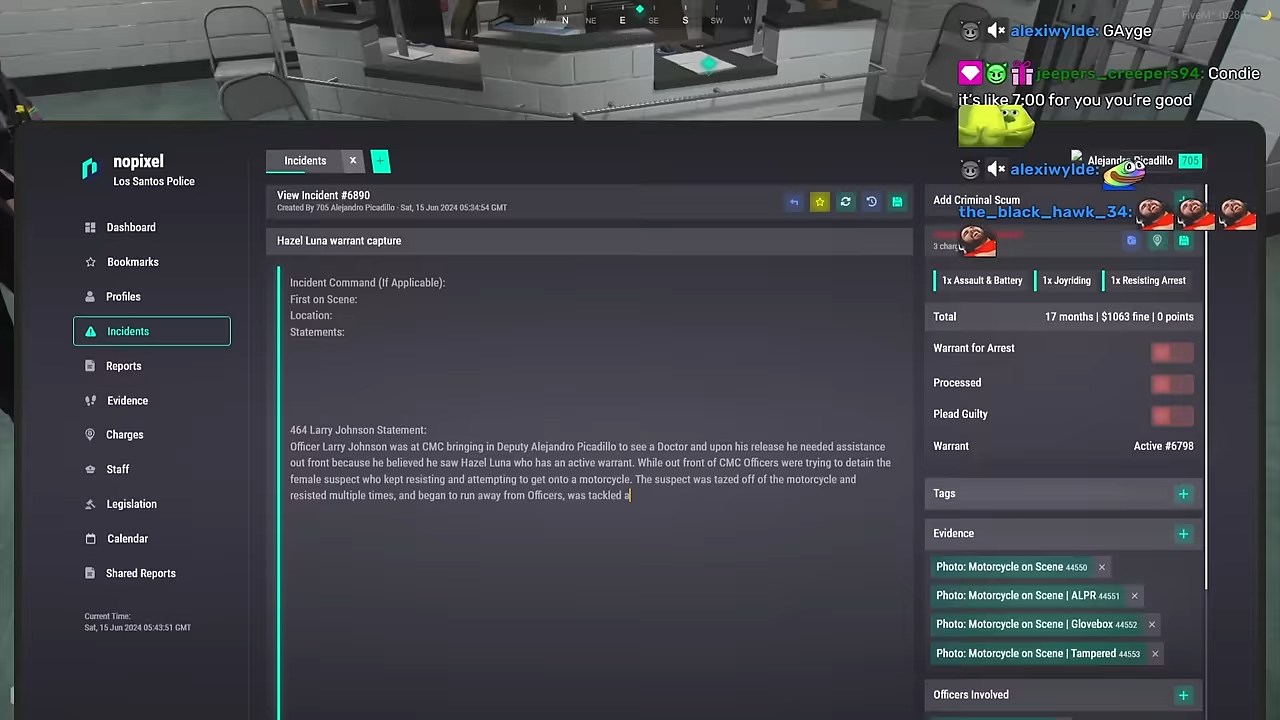 NW N NE E SE S SW W
alexiwylde: GAyge
jeepers_creepers94: Condie
it's like 7:00 for you you're good
alexiwylde:
the_black_hawk_34:
nopixel
Los Santos Police
Dashboard
Bookmarks
Profiles
Incidents
Reports
Evidence
Charges
Staff
Legislation
Calendar
Shared Reports
Current Time:
Sat, 15 Jun 2024 05:43:51 GMT
Incidents x +
View Incident #6890
Created By 705 Alejandro Picadillo · Sat, 15 Jun 2024 05:34:54 GMT
Hazel Luna warrant capture
Incident Command (If Applicable):
First on Scene:
Location:
Statements:
464 Larry Johnson Statement:
Officer Larry Johnson was at CMC bringing in Deputy Alejandro Picadillo to see a Doctor and upon his release he needed assistance
out front because he believed he saw Hazel Luna who has an active warrant. While out front of CMC Officers were trying to detain the
female suspect who kept resisting and attempting to get onto a motorcycle. The suspect was tazed off of the motorcycle and
resisted multiple times, and began to run away from Officers, was tackled a
Alejandro Picadillo 705
Add Criminal Scum
3
1x Assault & Battery 1x Joyriding 1x Resisting Arrest
Total 17 months | $1063 fine | 0 points
Warrant for Arrest
Processed
Plead Guilty
Warrant Active #6798
Tags +
Evidence +
Photo: Motorcycle on Scene 44550 x
Photo: Motorcycle on Scene | ALPR 44551 x
Photo: Motorcycle on Scene | Glovebox 44552 x
Photo: Motorcycle on Scene | Tampered 44553 x
Officers Involved +